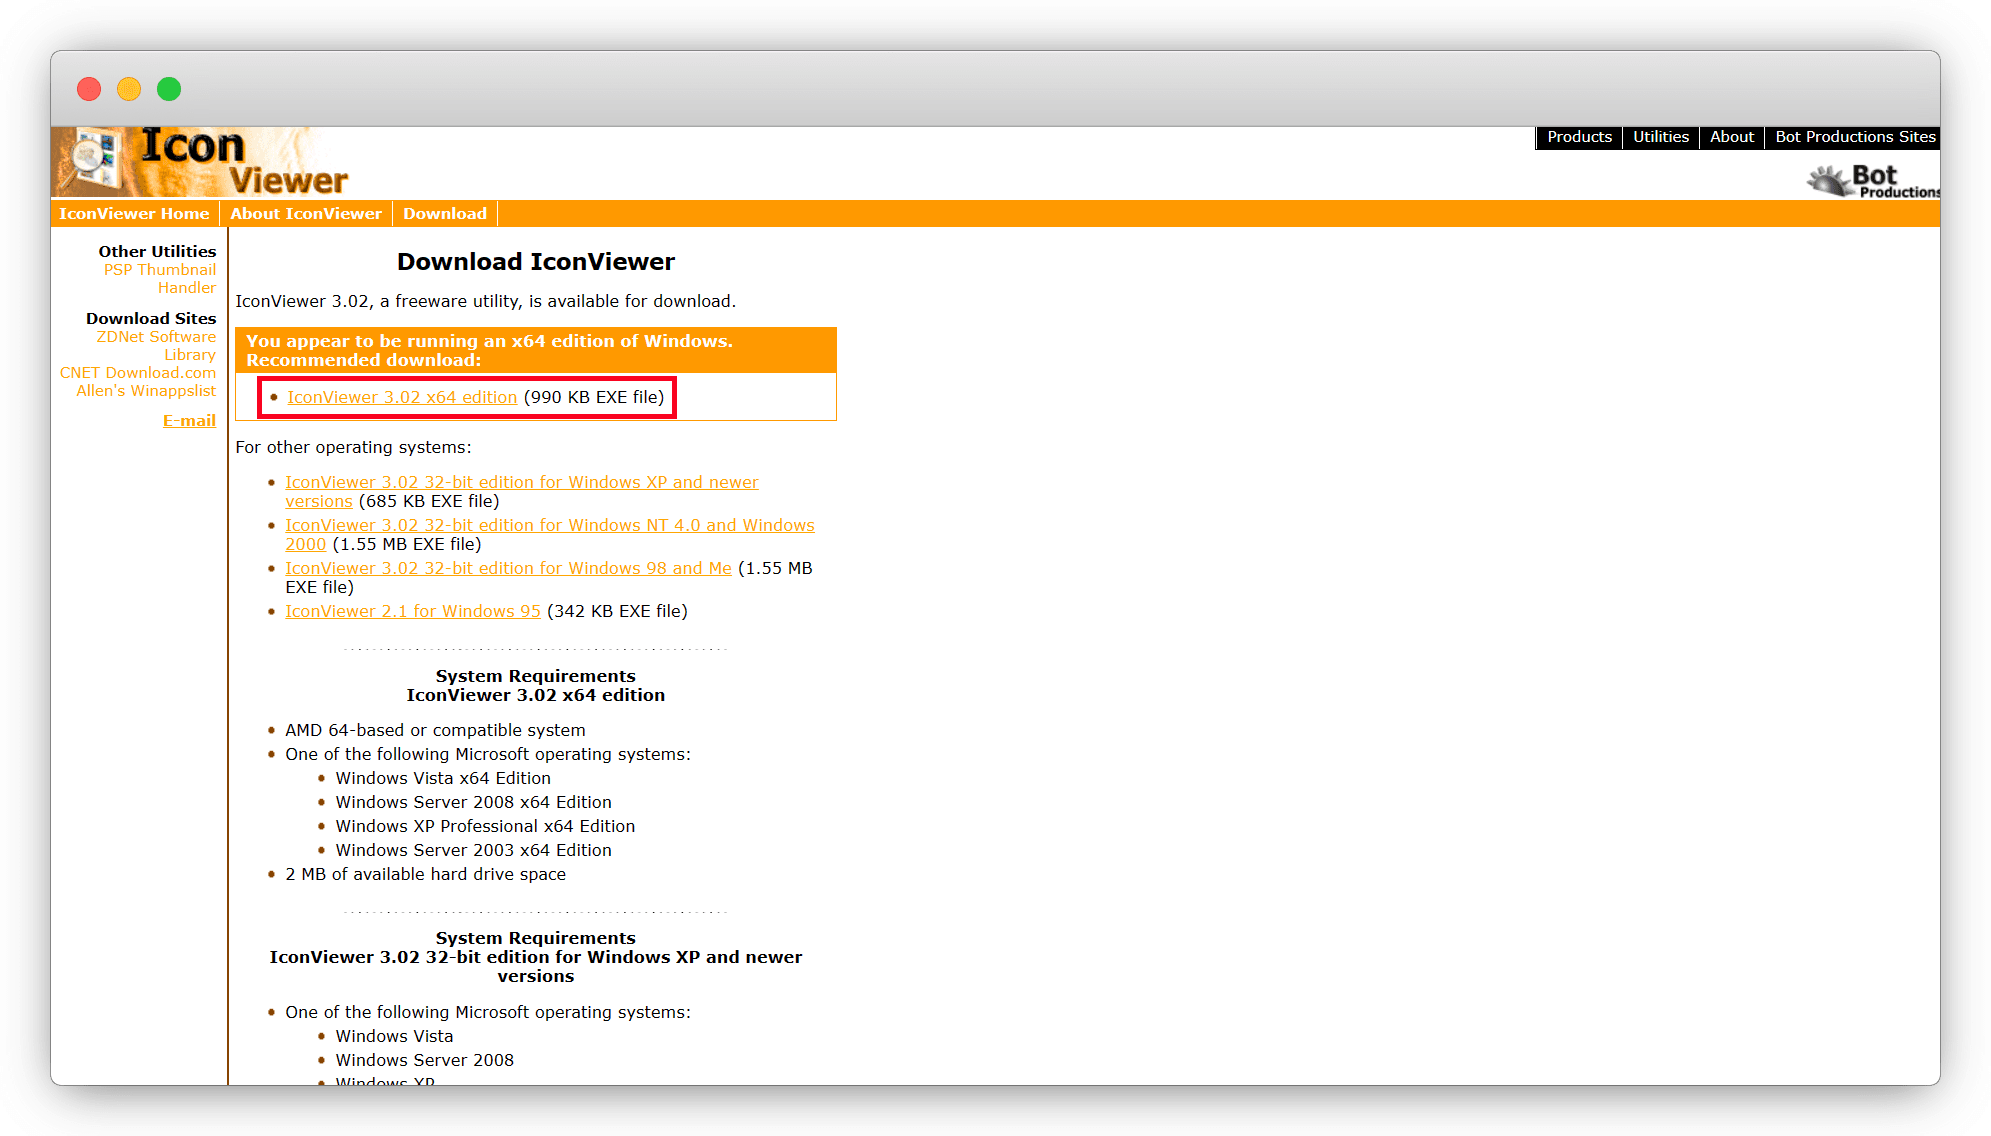 Icon
Viewer
Products
Utilities
About
Bot Productions Sites
Bot
Productions
IconViewer Home
About IconViewer
Download
Other Utilities
PSP Thumbnail
Handler
Download Sites
ZDNet Software
Library
CNET Download.com
Allen's Winappslist
E-mail
Download IconViewer
IconViewer 3.02, a freeware utility, is available for download.
You appear to be running an x64 edition of Windows.
Recommended download:
IconViewer 3.02 x64 edition (990 KB EXE file)
For other operating systems:
IconViewer 3.02 32-bit edition for Windows XP and newer
versions (685 KB EXE file)
IconViewer 3.02 32-bit edition for Windows NT 4.0 and Windows
2000 (1.55 MB EXE file)
IconViewer 3.02 32-bit edition for Windows 98 and Me (1.55 MB
EXE file)
IconViewer 2.1 for Windows 95 (342 KB EXE file)
System Requirements
IconViewer 3.02 x64 edition
AMD 64-based or compatible system
One of the following Microsoft operating systems:
Windows Vista x64 Edition
Windows Server 2008 x64 Edition
Windows XP Professional x64 Edition
Windows Server 2003 x64 Edition
2 MB of available hard drive space
System Requirements
IconViewer 3.02 32-bit edition for Windows XP and newer
versions
One of the following Microsoft operating systems:
Windows Vista
Windows Server 2008
Windows XP